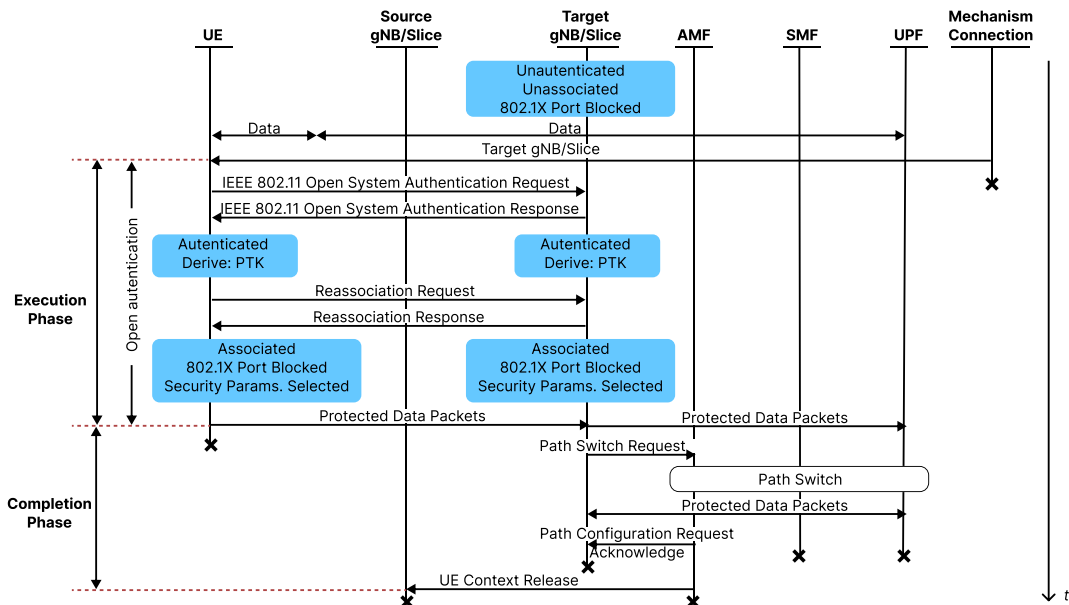 UE
Source
gNB/Slice
Target
gNB/Slice
AMF
SMF
UPF
Mechanism
Connection
Unautenticated
Unassociated
802.1X Port Blocked
Data
Data
Target gNB/Slice
IEEE 802.11 Open System Authentication Request
IEEE 802.11 Open System Authentication Response
Autenticated
Derive: PTK
Autenticated
Derive: PTK
Open autentication
Execution
Phase
Reassociation Request
Reassociation Response
Associated
802.1X Port Blocked
Security Params. Selected
Associated
802.1X Port Blocked
Security Params. Selected
Protected Data Packets
Protected Data Packets
Path Switch Request
Path Switch
Completion
Phase
Protected Data Packets
Path Configuration Request
Acknowledge
UE Context Release
t